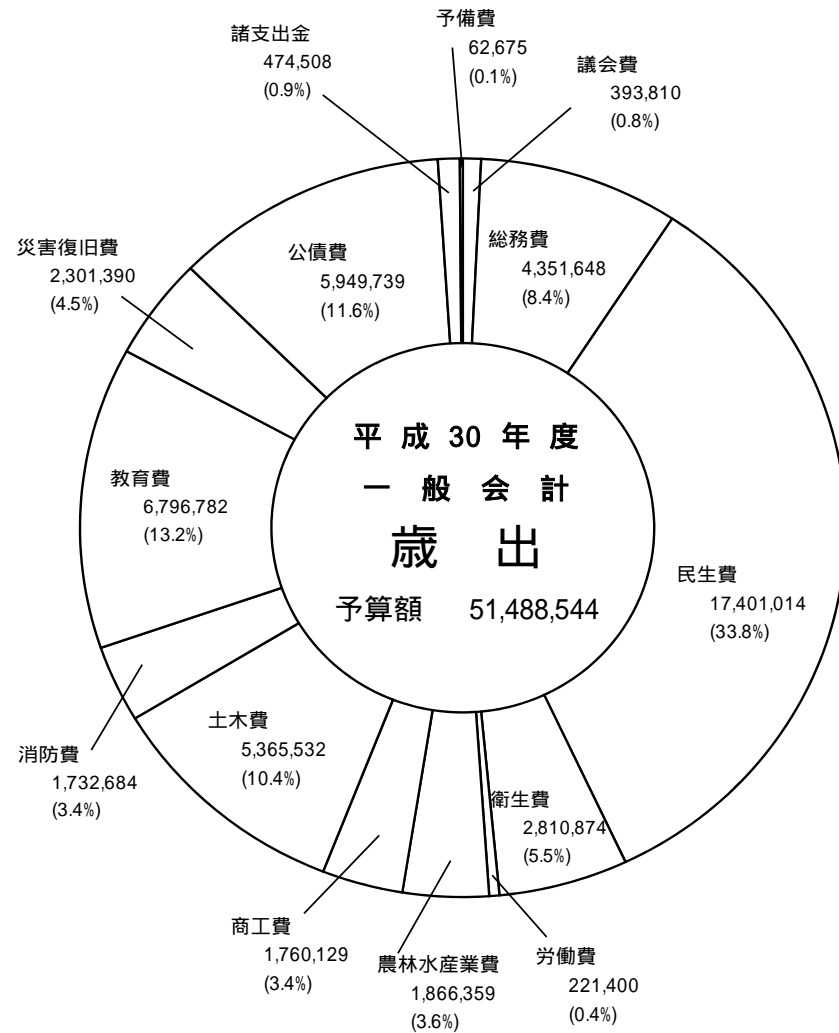 予備費
62,675
(0.1%)
議会費
393,810
(0.8%)
総務費
4,351,648
(8.4%)
民生費
17,401,014
(33.8%)
衛生費
2,810,874
(5.5%)
労働費
221,400
(0.4%)
農林水産業費
1,866,359
(3.6%)
商工費
1,760,129
(3.4%)
土木費
5,365,532
(10.4%)
消防費
1,732,684
(3.4%)
教育費
6,796,782
(13.2%)
災害復旧費
2,301,390
(4.5%)
公債費
5,949,739
(11.6%)
諸支出金
474,508
(0.9%)
平成30年度
一般会計
歳出
予算額 51,488,544